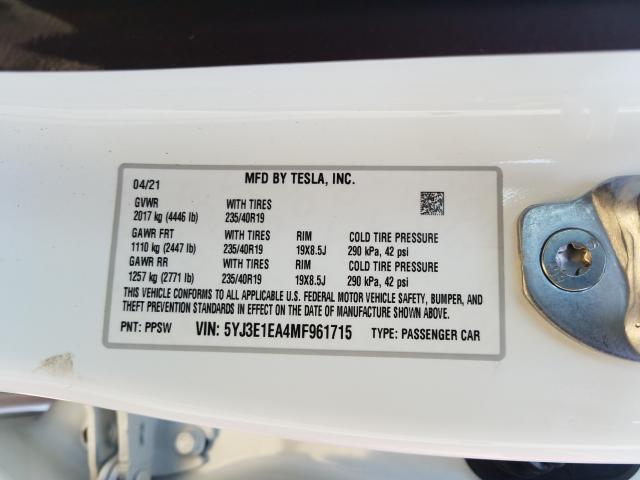 MFD BY TESLA, INC.
04/21
GVWR WITH TIRES
2017 kg (4446 lb) 235/40R19
GAWR FRT WITH TIRES RIM COLD TIRE PRESSURE
1110 kg (2447 lb) 235/40R19 19X8.5J 290 kPa, 42 psi
GAWR RR WITH TIRES RIM COLD TIRE PRESSURE
1257 kg (2771 lb) 235/40R19 19X8.5J 290 kPa, 42 psi
THIS VEHICLE CONFORMS TO ALL APPLICABLE U.S. FEDERAL MOTOR VEHICLE SAFETY, BUMPER, AND
THEFT PREVENTION STANDARDS IN EFFECT ON THE DATE OF MANUFACTURE SHOWN ABOVE.
PNT: PPSW VIN: 5YJ3E1EA4MF961715 TYPE: PASSENGER CAR